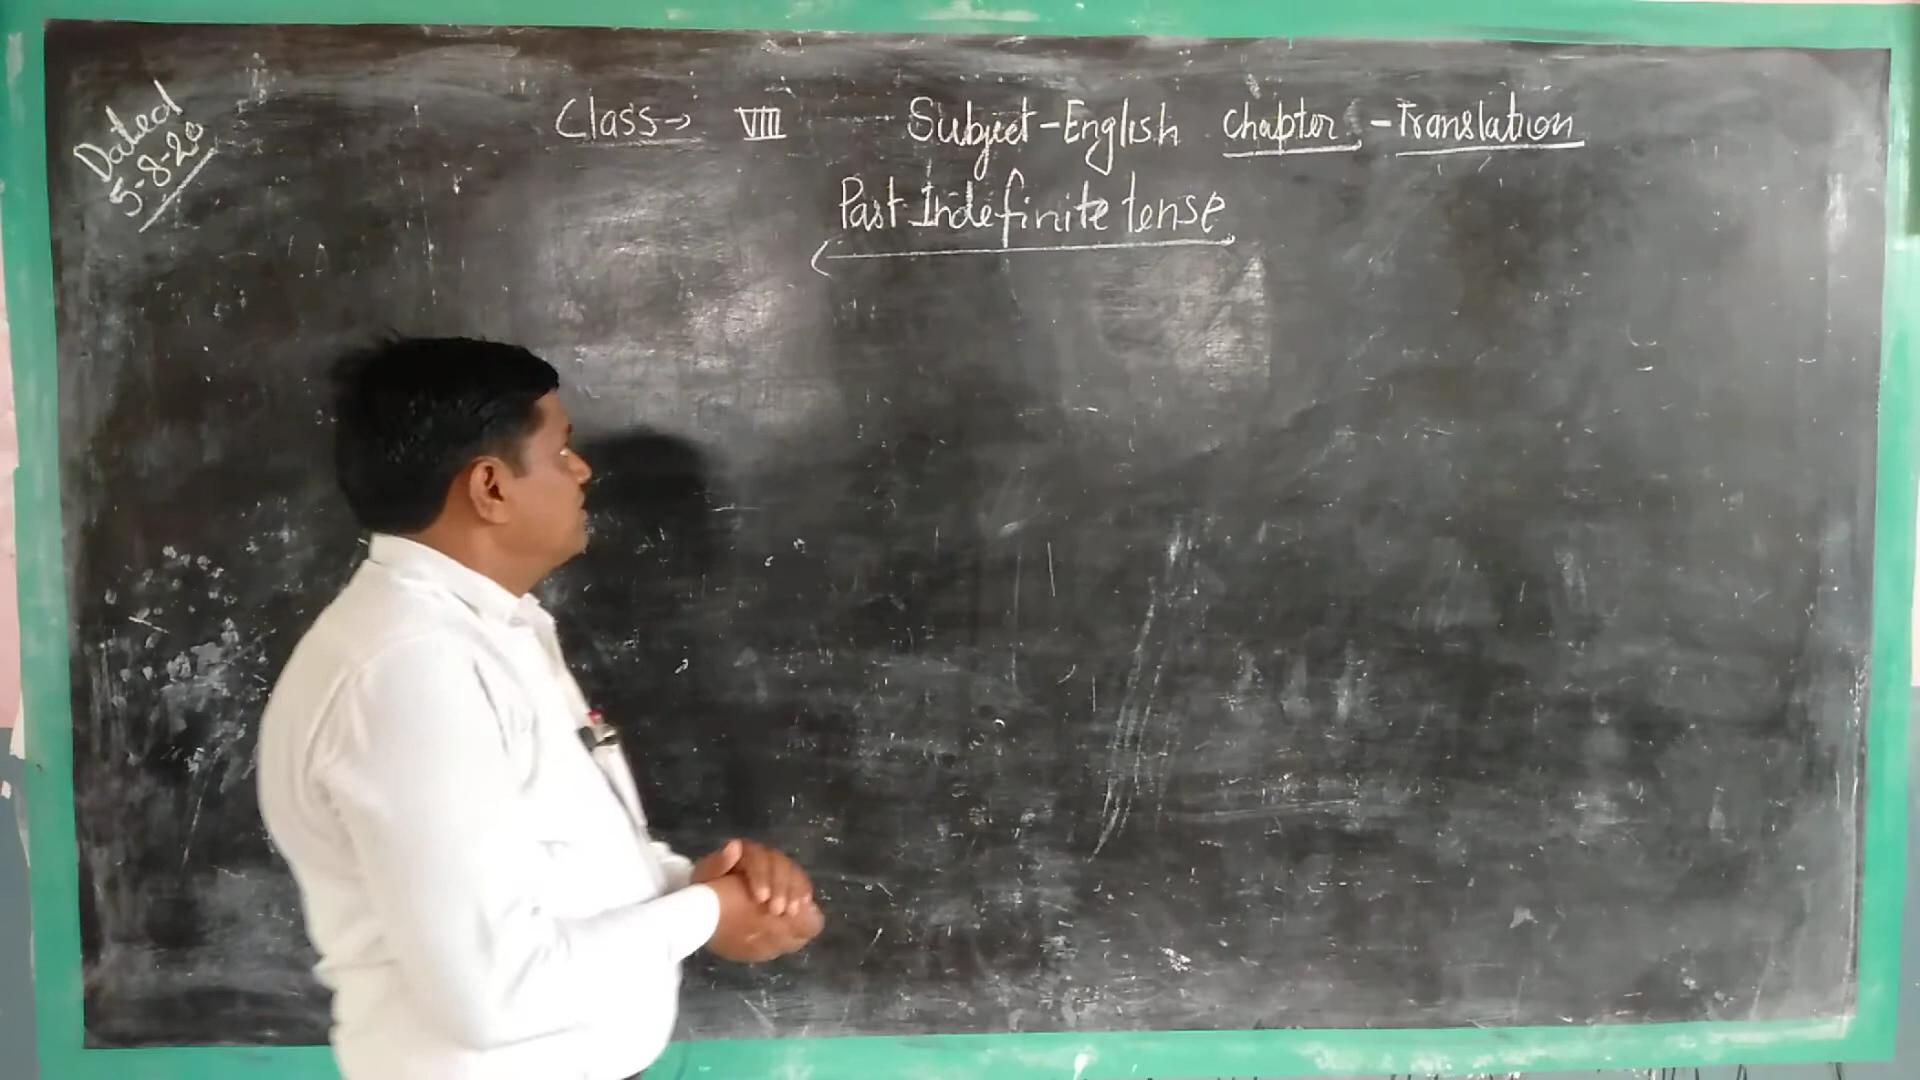 Dated
5-8-20
Class→ VIII Subject-English chapter -Translation
Past Indefinite tense